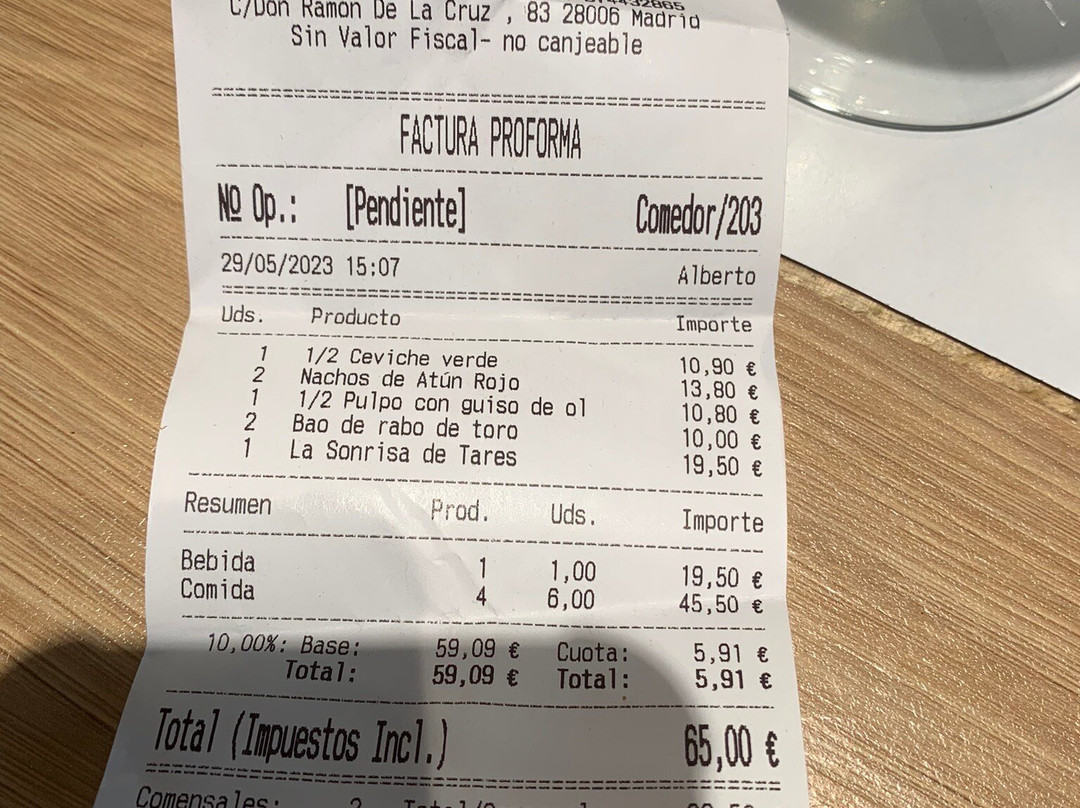 C/Don Ramon De La Cruz , 83 28006 Madrid
Sin Valor Fiscal- no canjeable
FACTURA PROFORMA
Nº Op.: [Pendiente] Comedor/203
29/05/2023 15:07 Alberto
Uds. Producto Importe
1 1/2 Ceviche verde 10,90 €
2 Nachos de Atún Rojo 13,80 €
1 1/2 Pulpo con guiso de ol 10,80 €
2 Bao de rabo de toro 10,00 €
1 La Sonrisa de Tares 19,50 €
Resumen Prod. Uds. Importe
Bebida 1 1,00 19,50 €
Comida 4 6,00 45,50 €
10,00%: Base: 59,09 € Cuota: 5,91 €
Total: 59,09 € Total: 5,91 €
Total (Impuestos Incl.) 65,00 €
Comensales: 2